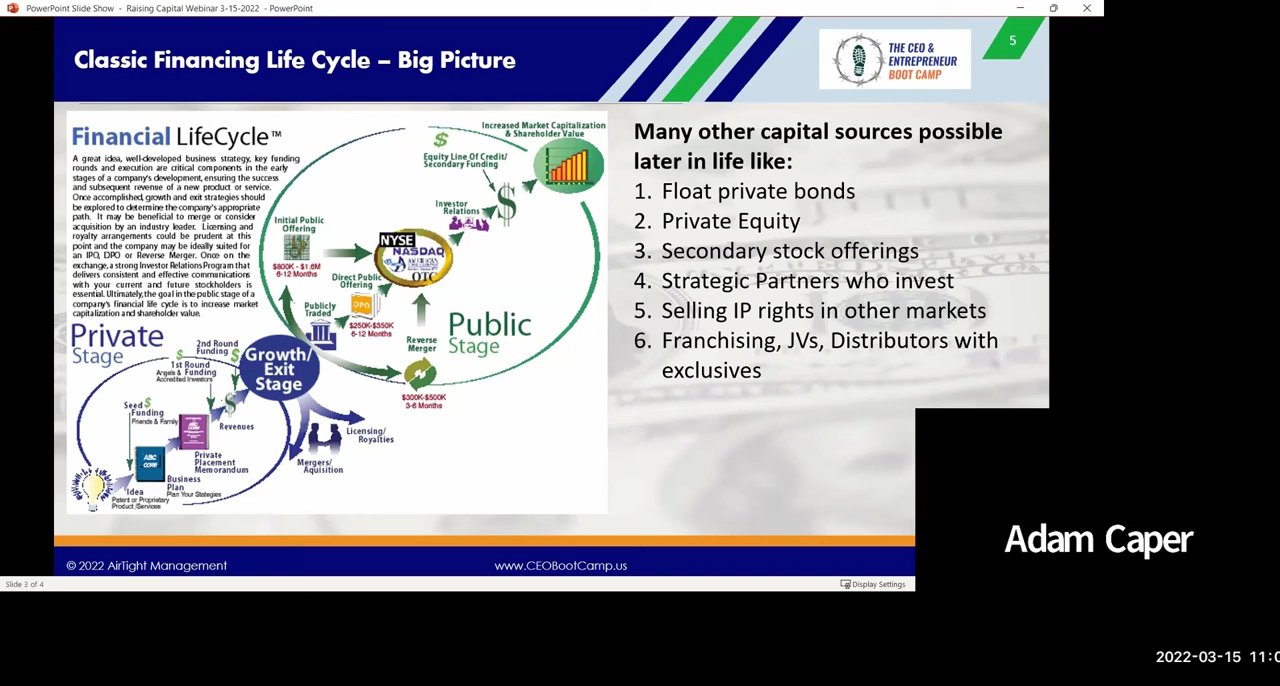 PowerPoint Slide Show - Raising Capital Webinar 3-15-2022 - PowerPoint
Classic Financing Life Cycle – Big Picture
THE CEO &
ENTREPRENEUR
BOOT CAMP
5
Financial LifeCycle™
A great idea, well-developed business strategy, key funding
rounds and execution are critical components in the early
stages of a company's development, ensuring the success
and subsequent revenue of a new product or service.
Once accomplished, growth and exit strategies should
be explored to determine the company's appropriate
path. It may be beneficial to merge or consider
acquisition by an industry leader. Licensing and
royalty arrangements could be prudent at this
point and the company may be ideally suited for
an IPO, DPO or Reverse Merger. Once on the
exchange, a strong Investor Relations Program that
delivers consistent and effective communications
with your current and future stockholders is
essential. Ultimately, the goal in the public stage of a
company's financial life cycle is to increase market
capitalization and shareholder value.
Increased Market Capitalization
& Shareholder Value
$
Equity Line Of Credit/
Secondary Funding
$
Investor
Relations
Initial Public
Offering
$800K - $1.6M
6-12 Months
NYSE
NASDAQ
AMERICAN
OTC
Direct Public
Offering
DPO
$250K-$350K
6-12 Months
Publicly
Traded
Public
Stage
Reverse
Merger
$300K-$500K
3-6 Months
Private
Stage
Growth/
Exit
Stage
2nd Round
Funding $
$
1st Round
Funding
Angels &
Accredited Investors
$
Revenues
Seed $
Funding
Friends & Family
ABC
CORP
Private
Placement
Memorandum
ABC
CORP
Business
Plan
Plan Your Stategies
Idea
Patent or Proprietary
Product /Services
Licensing/
Royalties
Mergers/
Aquisition
Many other capital sources possible
later in life like:
1. Float private bonds
2. Private Equity
3. Secondary stock offerings
4. Strategic Partners who invest
5. Selling IP rights in other markets
6. Franchising, JVs, Distributors with
exclusives
© 2022 AirTight Management
www.CEOBootCamp.us
Slide 3 of 4
Display Settings
Adam Caper
2022-03-15 11:0